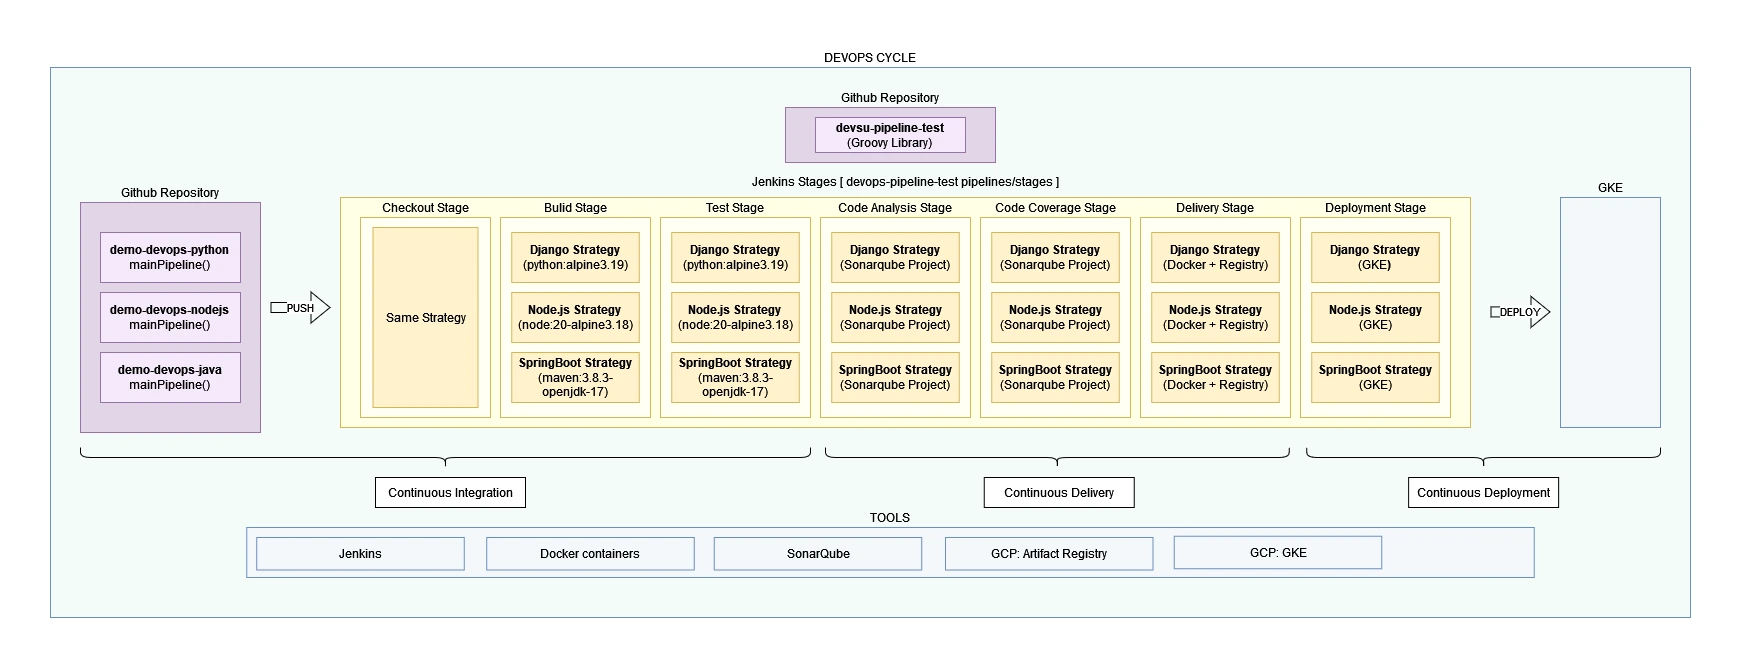 DEVOPS CYCLE
Github Repository
devsu-pipeline-test
(Groovy Library)
Jenkins Stages [ devops-pipeline-test pipelines/stages ]
Github Repository
demo-devops-python
mainPipeline()
demo-devops-nodejs
mainPipeline()
demo-devops-java
mainPipeline()
PUSH
Checkout Stage
Same Strategy
Bulid Stage
Django Strategy
(python:alpine3.19)
Node.js Strategy
(node:20-alpine3.18)
SpringBoot Strategy
(maven:3.8.3-
openjdk-17)
Test Stage
Django Strategy
(python:alpine3.19)
Node.js Strategy
(node:20-alpine3.18)
SpringBoot Strategy
(maven:3.8.3-
openjdk-17)
Code Analysis Stage
Django Strategy
(Sonarqube Project)
Node.js Strategy
(Sonarqube Project)
SpringBoot Strategy
(Sonarqube Project)
Code Coverage Stage
Django Strategy
(Sonarqube Project)
Node.js Strategy
(Sonarqube Project)
SpringBoot Strategy
(Sonarqube Project)
Delivery Stage
Django Strategy
(Docker + Registry)
Node.js Strategy
(Docker + Registry)
SpringBoot Strategy
(Docker + Registry)
Deployment Stage
Django Strategy
(GKE)
Node.js Strategy
(GKE)
SpringBoot Strategy
(GKE)
DEPLOY
GKE
Continuous Integration
Continuous Delivery
Continuous Deployment
TOOLS
Jenkins
Docker containers
SonarQube
GCP: Artifact Registry
GCP: GKE